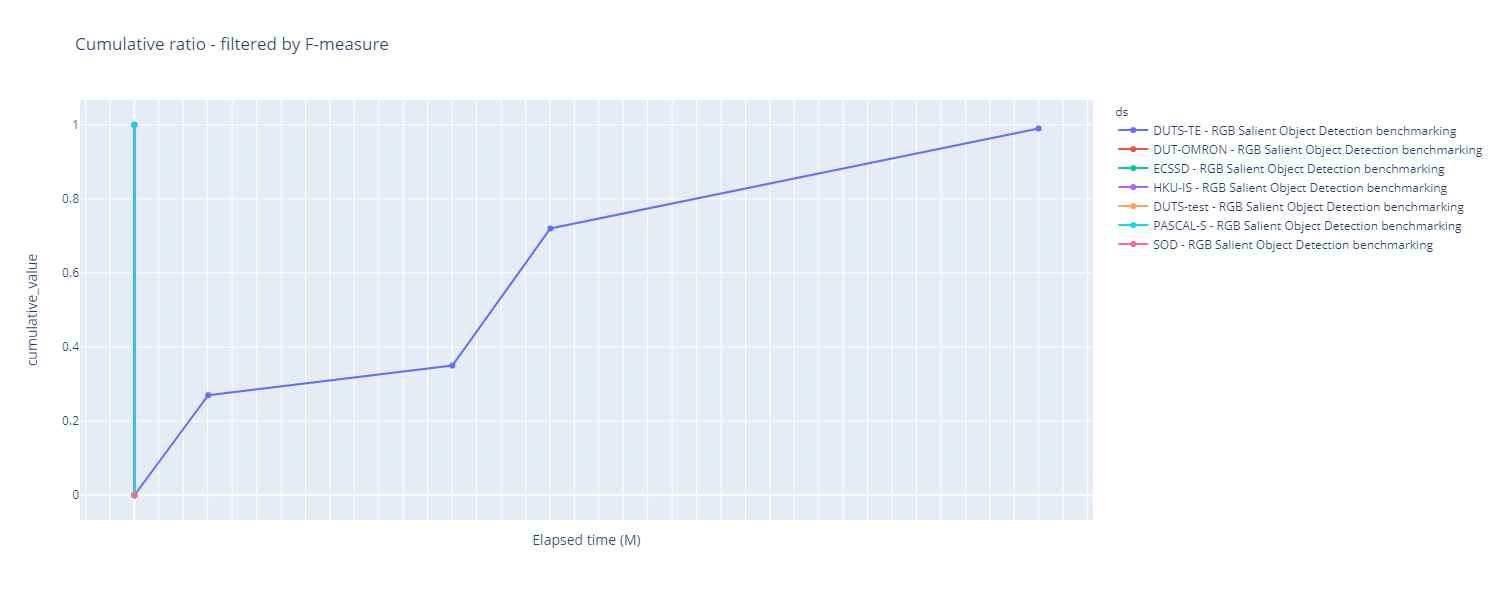 Cumulative ratio - filtered by F-measure
ds
DUTS-TE - RGB Salient Object Detection benchmarking
DUT-OMRON - RGB Salient Object Detection benchmarking
ECSSD - RGB Salient Object Detection benchmarking
HKU-IS - RGB Salient Object Detection benchmarking
DUTS-test - RGB Salient Object Detection benchmarking
PASCAL-S - RGB Salient Object Detection benchmarking
SOD - RGB Salient Object Detection benchmarking
1
0.8
0.6
0.4
0.2
0
cumulative_value
Elapsed time (M)